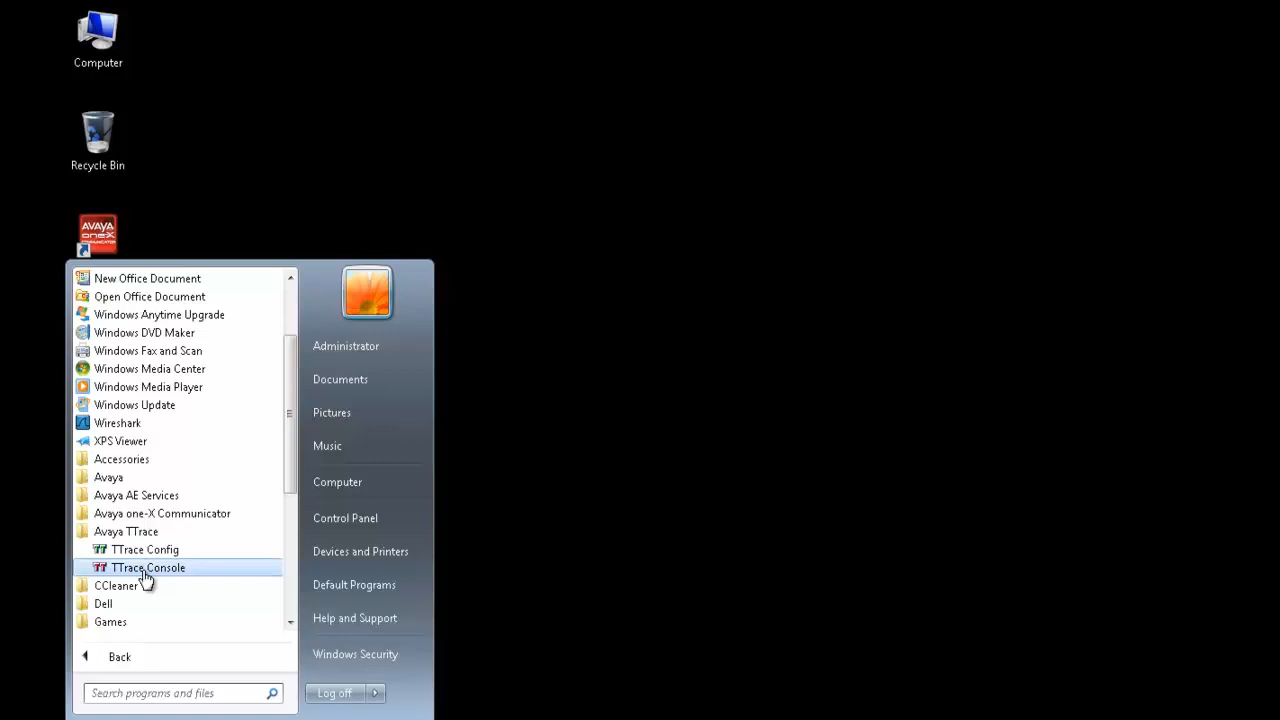 Computer
Recycle Bin
AVAYA
one-X
New Office Document
Open Office Document
Windows Anytime Upgrade
Windows DVD Maker
Windows Fax and Scan
Windows Media Center
Windows Media Player
Windows Update
Wireshark
XPS Viewer
Accessories
Avaya
Avaya AE Services
Avaya one-X Communicator
Avaya TTrace
TTrace Config
TTrace Console
CCleaner
Dell
Games
Back
Search programs and files
Administrator
Documents
Pictures
Music
Computer
Control Panel
Devices and Printers
Default Programs
Help and Support
Windows Security
Log off